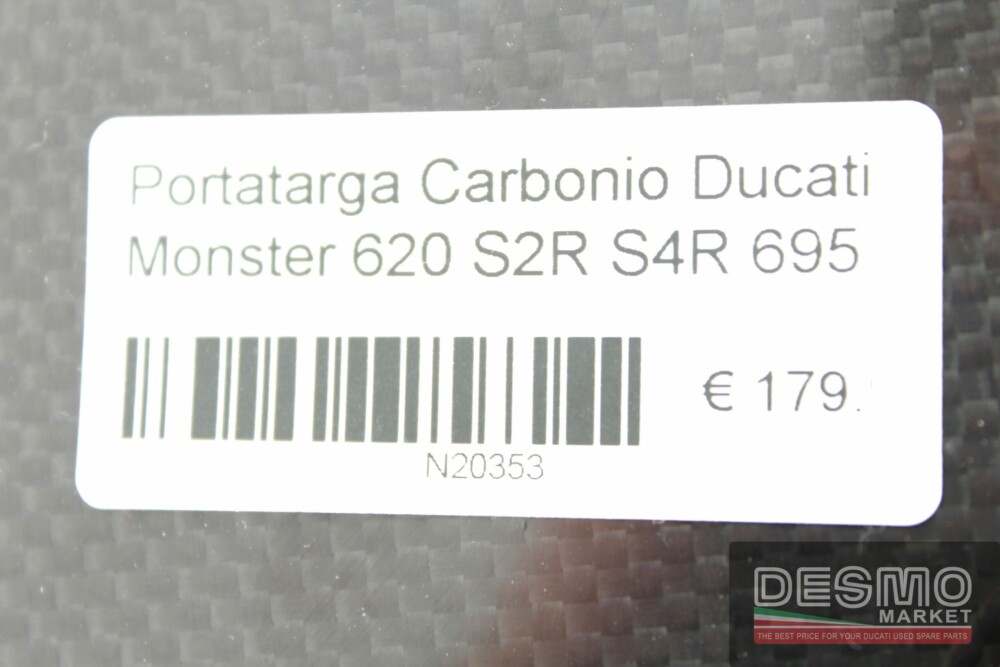 Portatarga Carbonio Ducati
Monster 620 S2R S4R 695
€ 179.
N20353
DESMO
MARKET
THE BEST PRICE FOR YOUR DUCATI USED SPARE PARTS